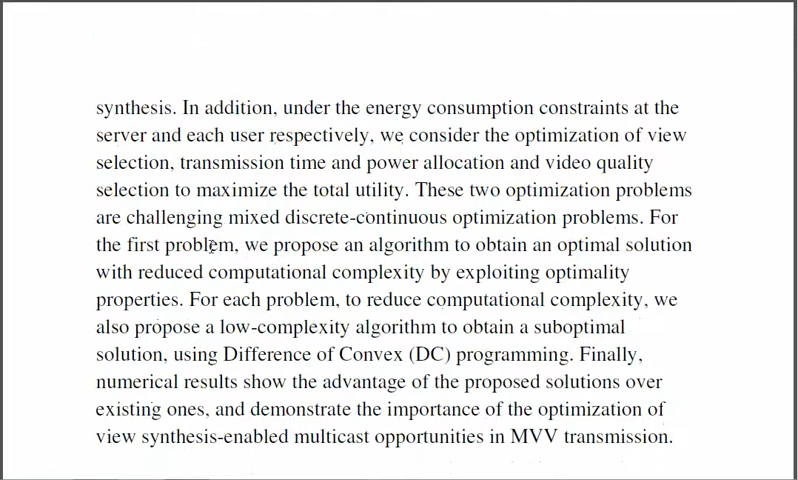 synthesis. In addition, under the energy consumption constraints at the
server and each user respectively, we consider the optimization of view
selection, transmission time and power allocation and video quality
selection to maximize the total utility. These two optimization problems
are challenging mixed discrete-continuous optimization problems. For
the first problem, we propose an algorithm to obtain an optimal solution
with reduced computational complexity by exploiting optimality
properties. For each problem, to reduce computational complexity, we
also propose a low-complexity algorithm to obtain a suboptimal
solution, using Difference of Convex (DC) programming. Finally,
numerical results show the advantage of the proposed solutions over
existing ones, and demonstrate the importance of the optimization of
view synthesis-enabled multicast opportunities in MVV transmission.